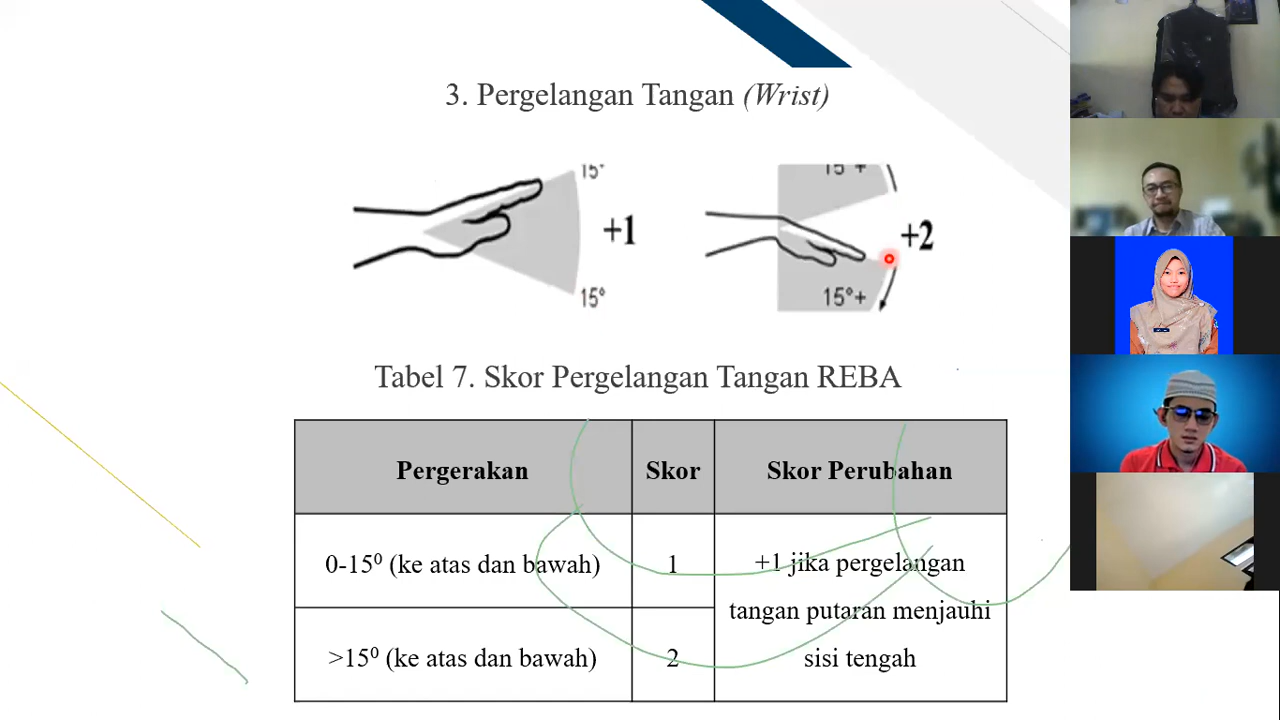 3. Pergelangan Tangan (Wrist)
15°
+1
15°
15 +
+2
15°+
Tabel 7. Skor Pergelangan Tangan REBA
Pergerakan
Skor
Skor Perubahan
0-15⁰ (ke atas dan bawah)
1
+1 jika pergelangan
tangan putaran menjauhi
sisi tengah
>15⁰ (ke atas dan bawah)
2